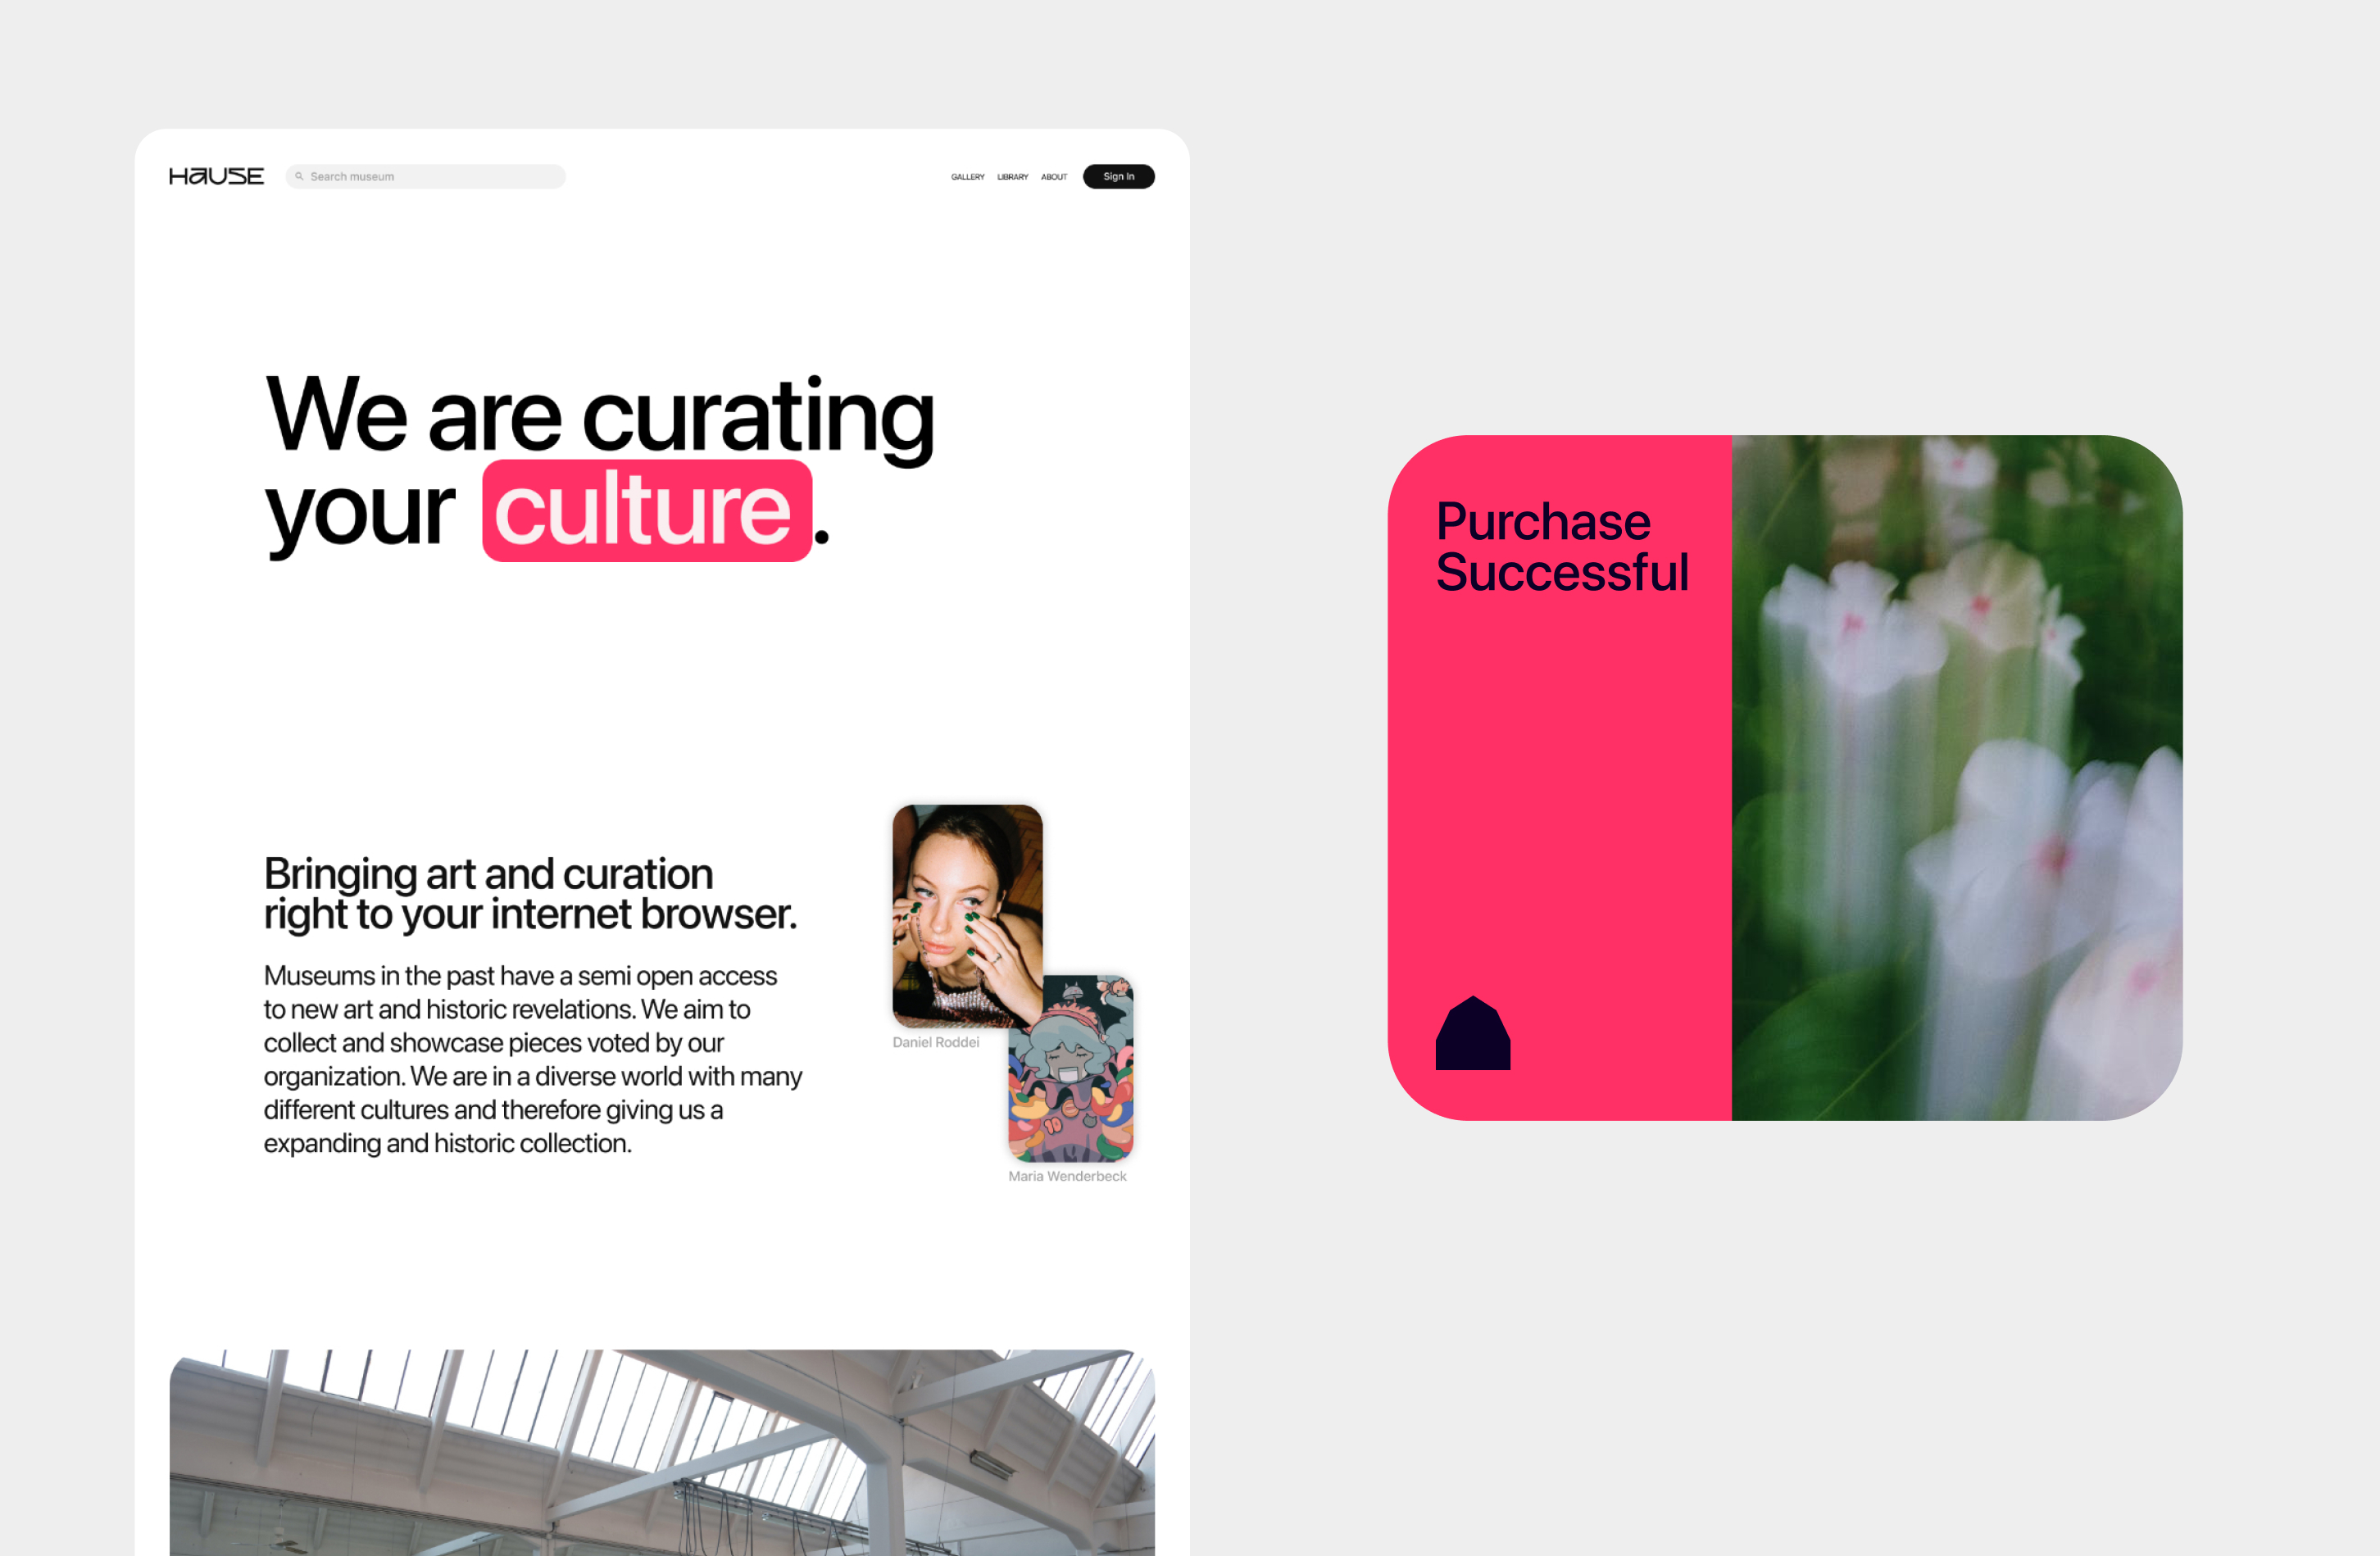 HAUSE
Search museum
GALLERY LIBRARY ABOUT Sign In
We are curating
your culture.
Bringing art and curation
right to your internet browser.
Museums in the past have a semi open access
to new art and historic revelations. We aim to
collect and showcase pieces voted by our
organization. We are in a diverse world with many
different cultures and therefore giving us a
expanding and historic collection.
Daniel Roddei
Maria Wenderbeck
Purchase
Successful